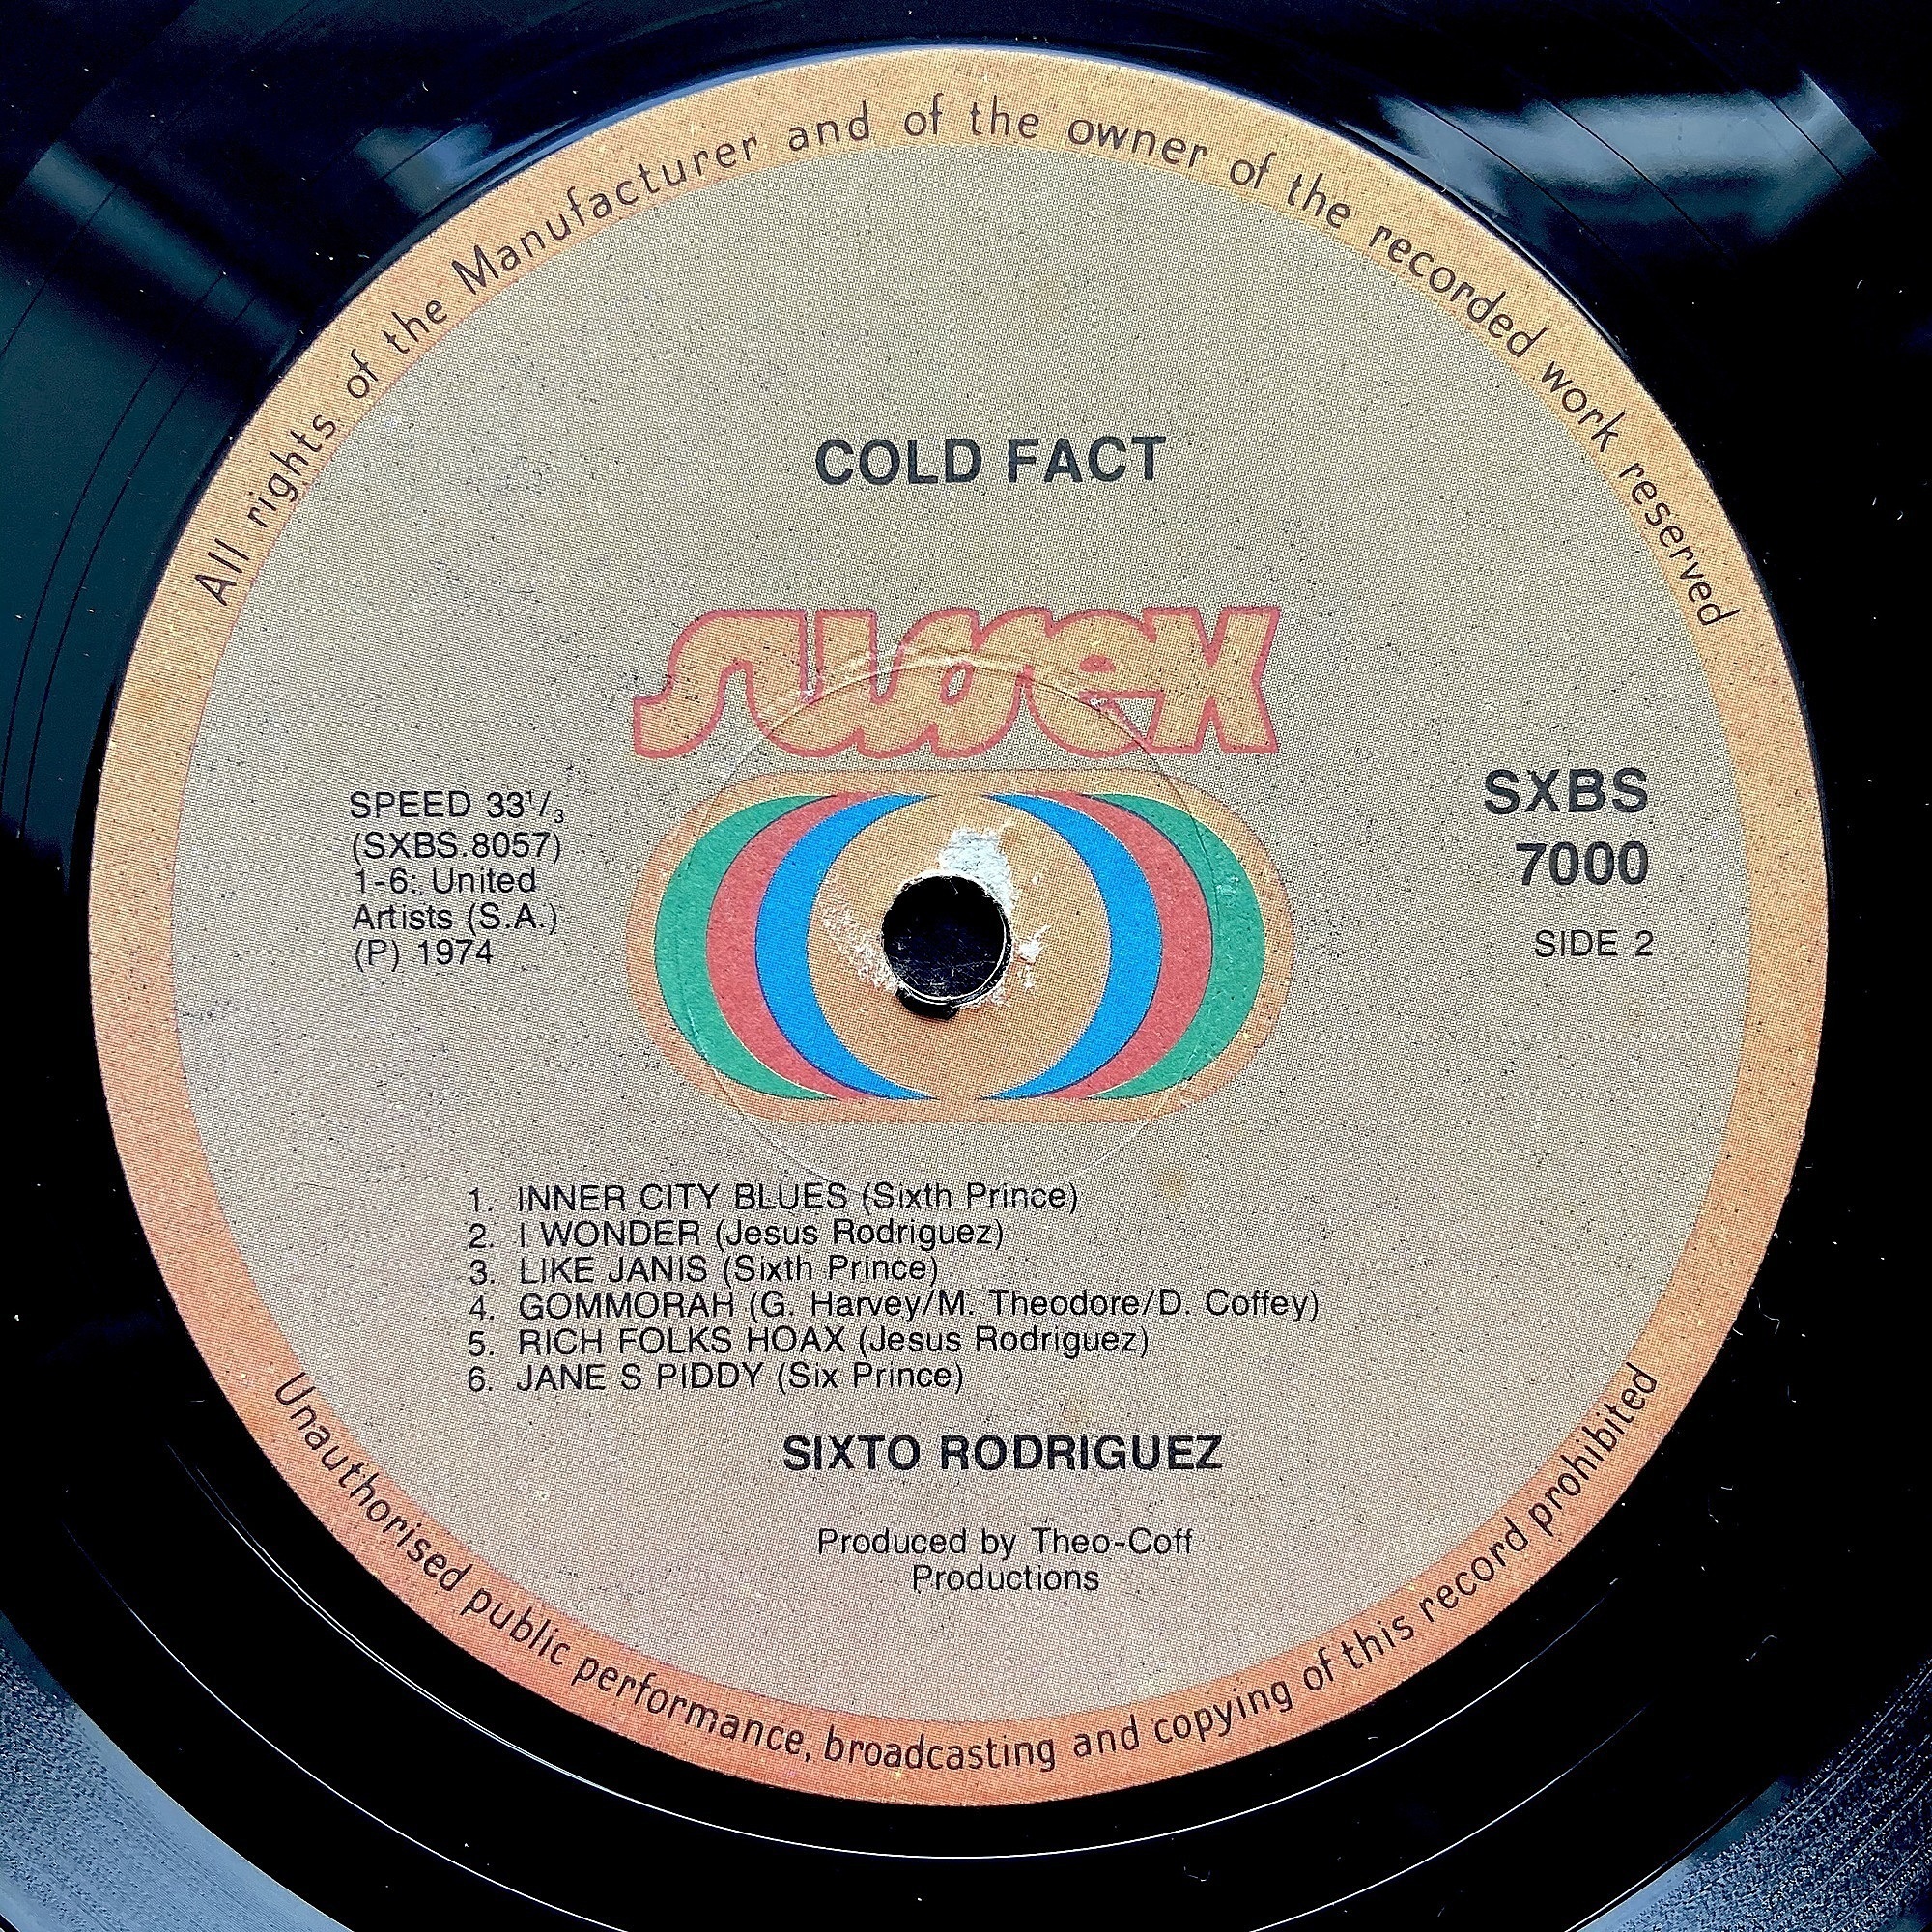 All rights of the Manufacturer and of the owner of the recorded work reserved
COLD FACT
sussex
SPEED 33 1/3
(SXBS.8057)
1-6: United
Artists (S.A.)
(P) 1974
SXBS
7000
SIDE 2
1. INNER CITY BLUES (Sixth Prince)
2. I WONDER (Jesus Rodriguez)
3. LIKE JANIS (Sixth Prince)
4. GOMMORAH (G. Harvey/M. Theodore/D. Coffey)
5. RICH FOLKS HOAX (Jesus Rodriguez)
6. JANE S PIDDY (Six Prince)
SIXTO RODRIGUEZ
Produced by Theo-Coff
Productions
Unauthorised public performance, broadcasting and copying of this record prohibited